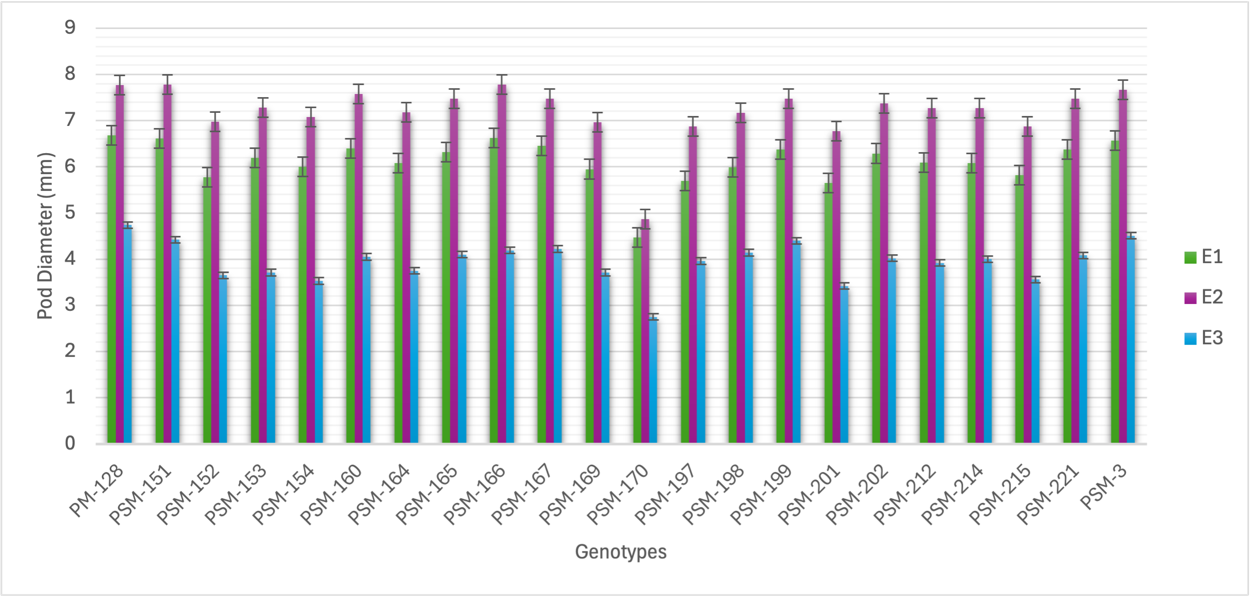 9
8
7
6
5
4
3
2
1
0
Pod Diameter (mm)
PM-128
PSM-151
PSM-152
PSM-153
PSM-154
PSM-160
PSM-164
PSM-165
PSM-166
PSM-167
PSM-169
PSM-170
PSM-197
PSM-198
PSM-199
PSM-201
PSM-202
PSM-212
PSM-214
PSM-215
PSM-221
PSM-3
Genotypes
E1
E2
E3